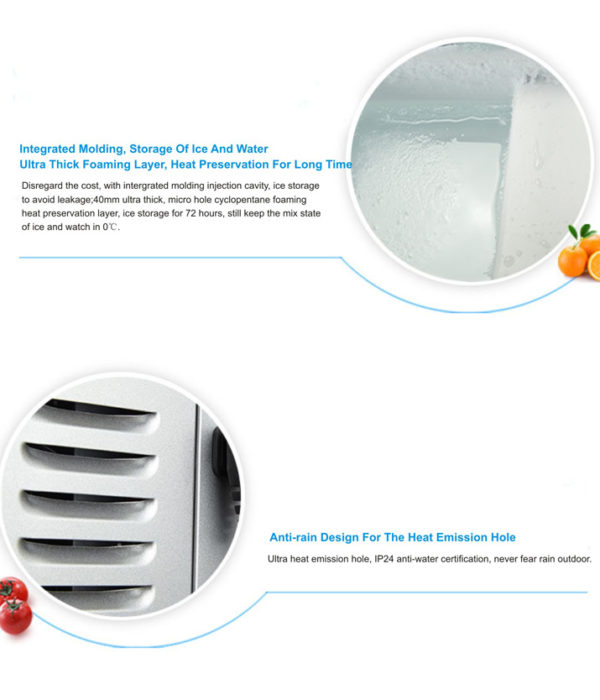 Integrated Molding, Storage Of Ice And Water
Ultra Thick Foaming Layer, Heat Preservation For Long Time
Disregard the cost, with intergrated molding injection cavity, ice storage
to avoid leakage;40mm ultra thick, micro hole cyclopentane foaming
heat preservation layer, ice storage for 72 hours, still keep the mix state
of ice and watch in 0℃.
Anti-rain Design For The Heat Emission Hole
Ultra heat emission hole, IP24 anti-water certification, never fear rain outdoor.